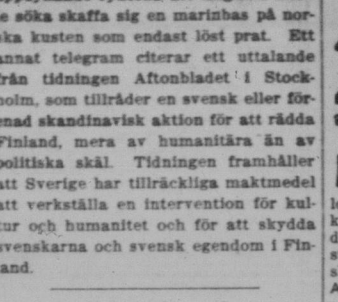 e söka skaffa sig en marinbas på nor-
ka kusten som endast löst prat. Ett
annat telegram citerar ett uttalande
från tidningen Aftonbladet i Stock-
holm, som tillråder en svensk eller för-
enad skandinavisk aktion för att rädda
Finland, mera av humanitära än av
politiska skäl. Tidningen framhåller
att Sverige har tillräckliga maktmedel
att verkställa en intervention för kul-
tur och humanitet och för att skydda
svenskarna och svensk egendom i Fin-
and.